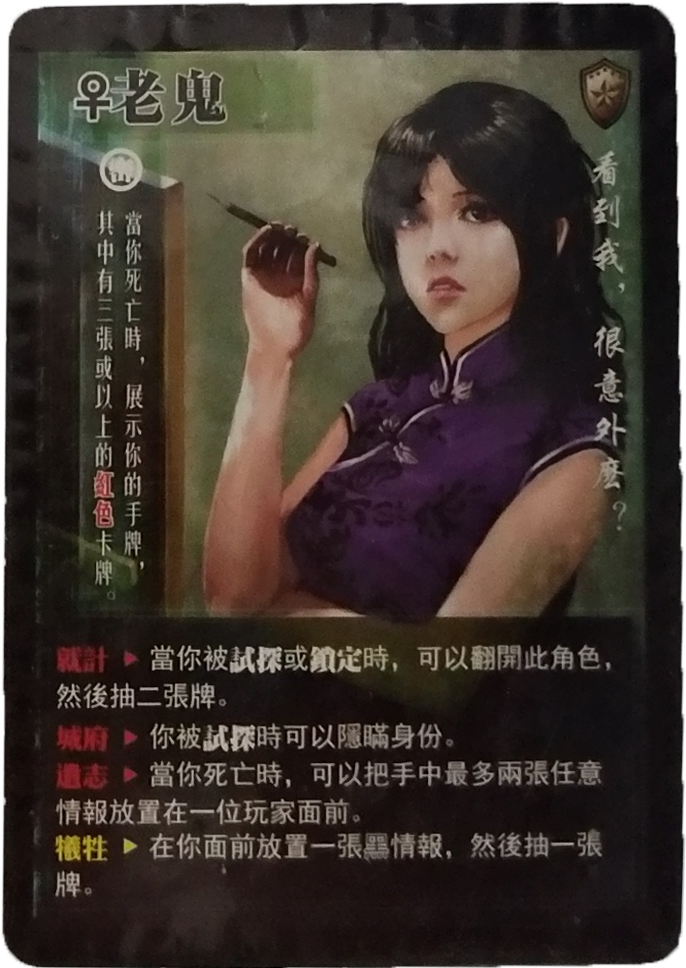 ♀老鬼
看到我，很意外麼？
密
當你死亡時，展示你的手牌，
其中有三張或以上的紅色卡牌。
就計 ▶ 當你被試探或鎖定時，可以翻開此角色，
然後抽二張牌。
城府 ▶ 你被試探時可以隱瞞身份。
遺志 ▶ 當你死亡時，可以把手中最多兩張任意
情報放置在一位玩家面前。
犧牲 ▶ 在你面前放置一張黑情報，然後抽一張
牌。